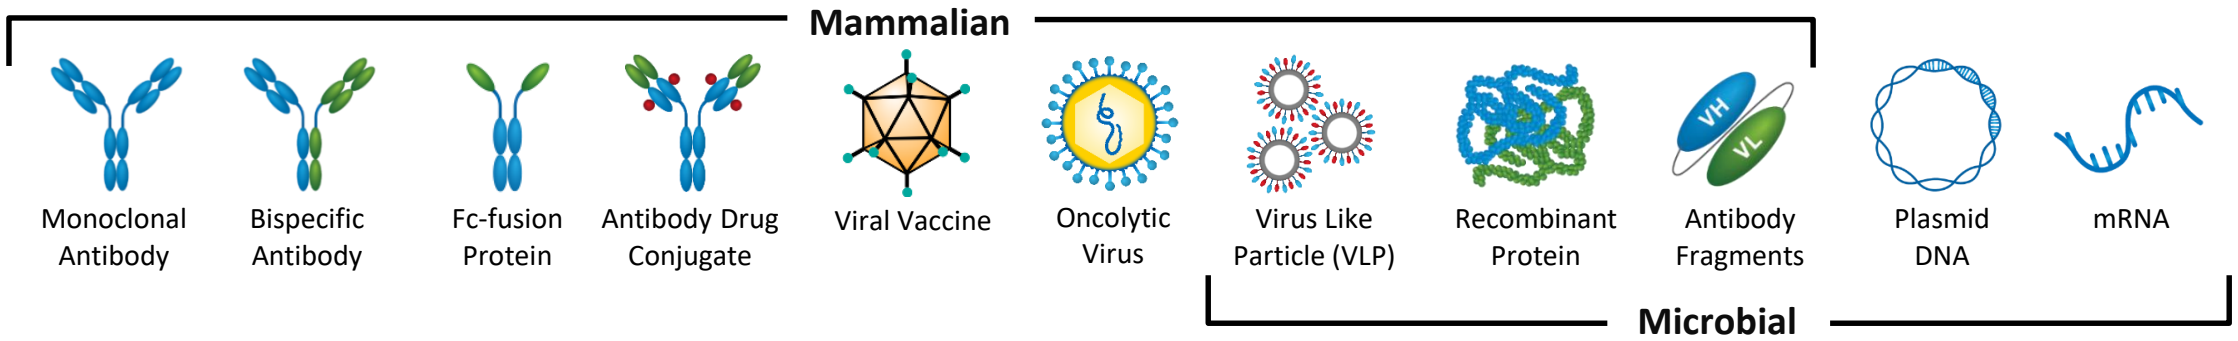 Mammalian
VH
VL
Monoclonal
Antibody
Bispecific
Antibody
Fc-fusion
Protein
Antibody Drug
Conjugate
Viral Vaccine
Oncolytic
Virus
Virus Like
Particle (VLP)
Recombinant
Protein
Antibody
Fragments
Plasmid
DNA
mRNA
Microbial